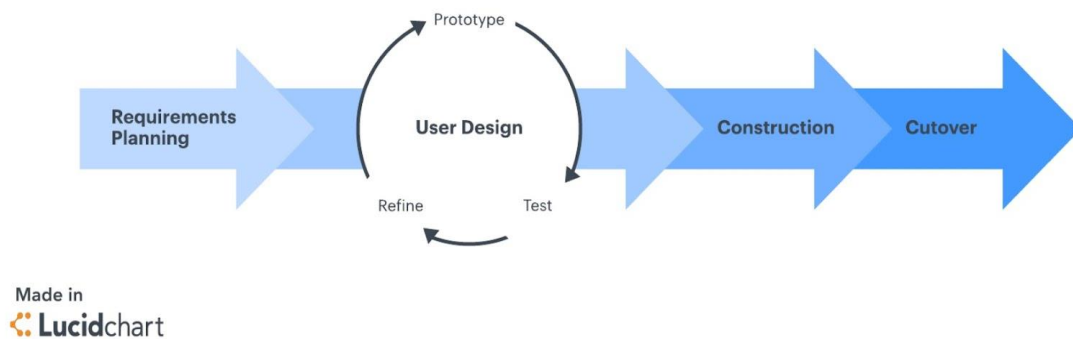 Prototype
Requirements
Planning
User Design
Construction
Cutover
Refine
Test
Made in
Lucidchart